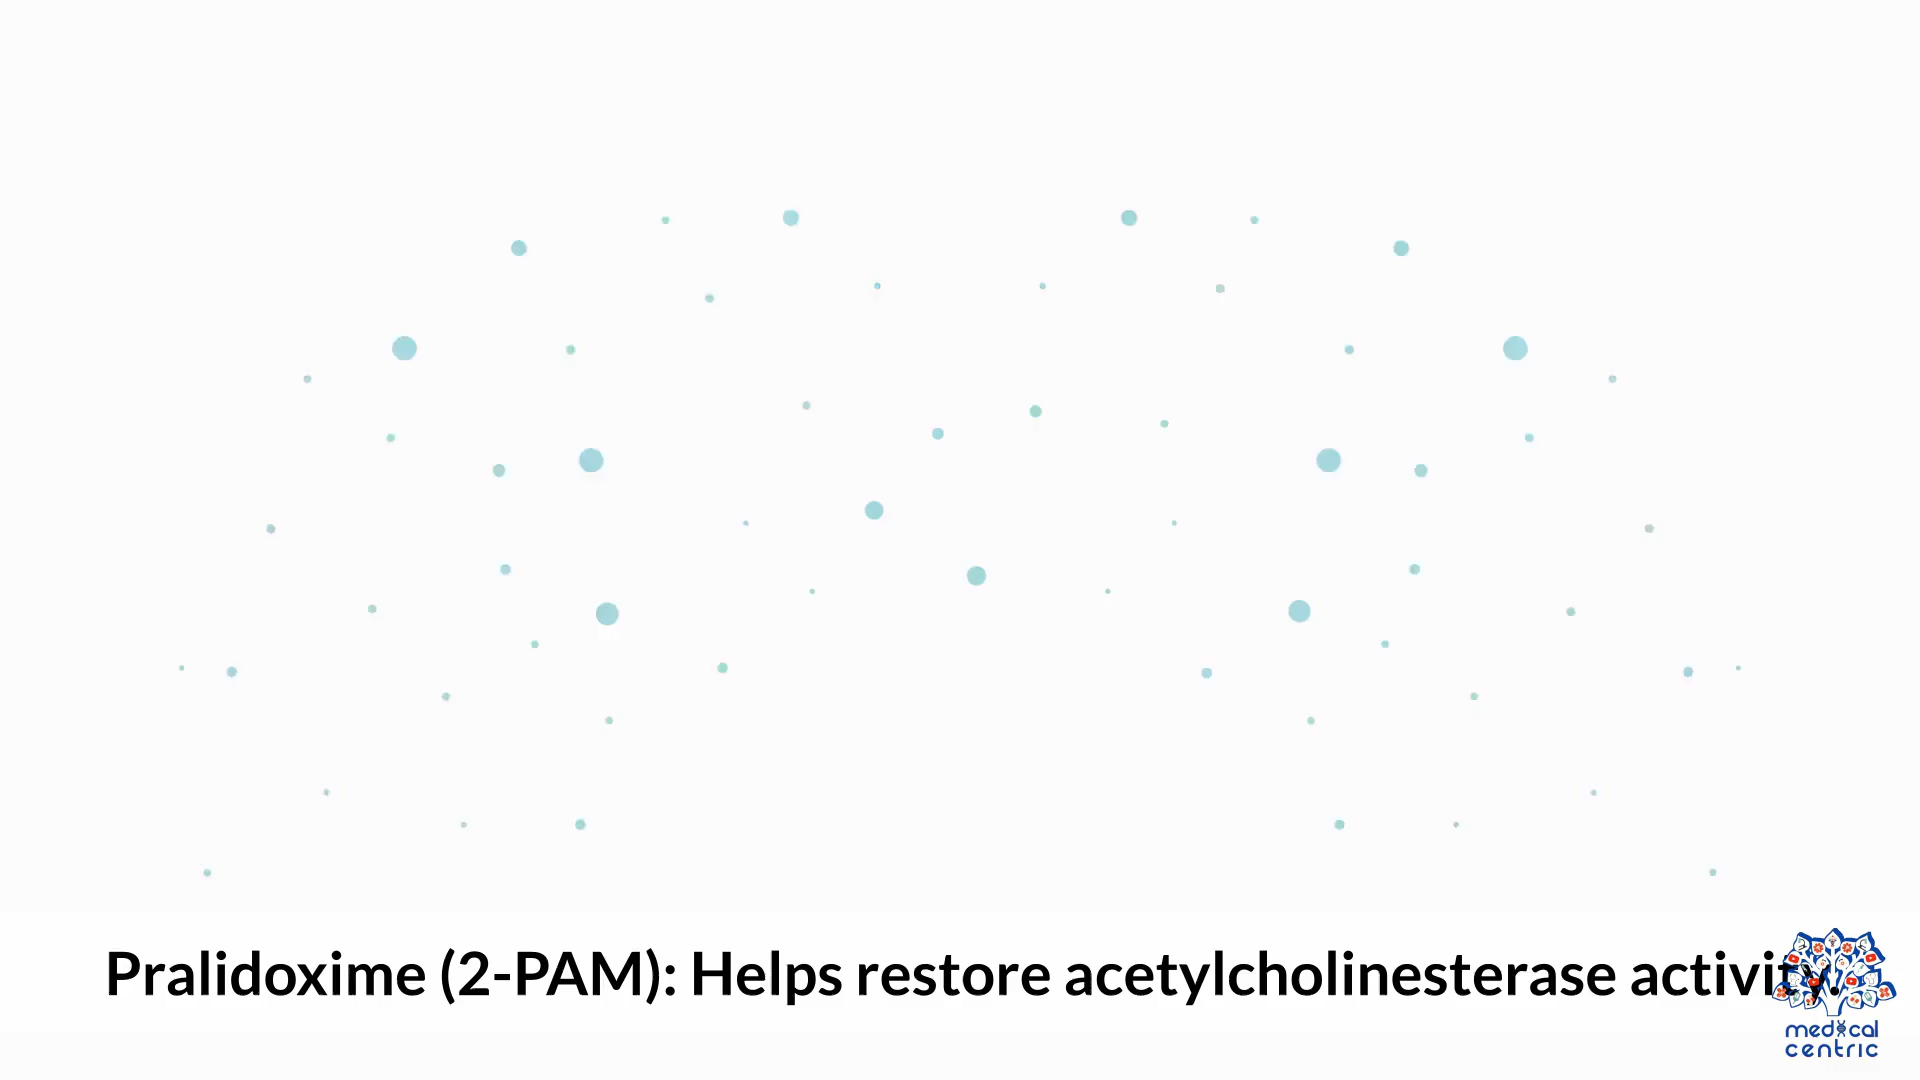 Pralidoxime (2-PAM): Helps restore acetylcholinesterase activity.
medical
centric